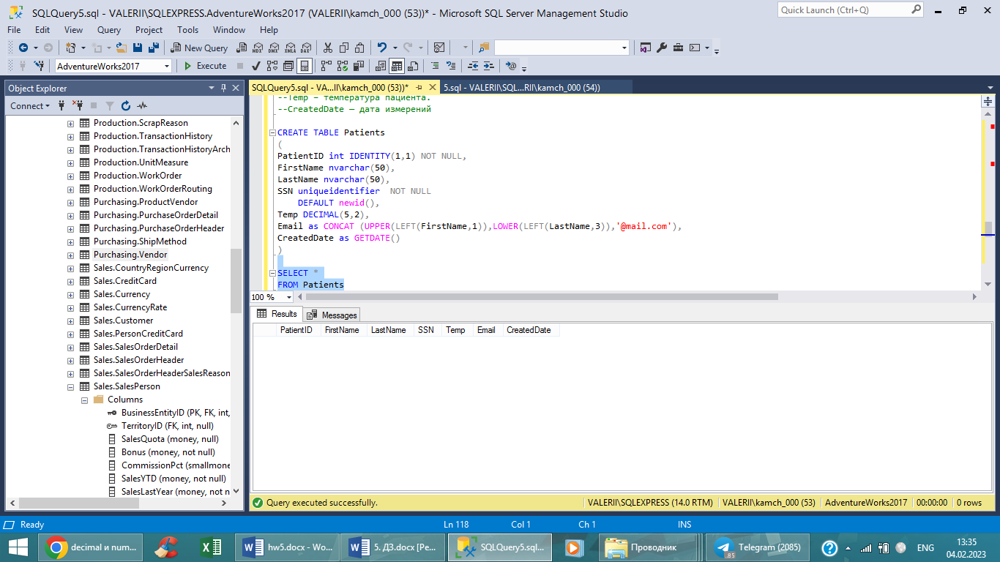 SQLQuery5.sql - VALERII\SQLEXPRESS.AdventureWorks2017 (VALERII\kamch_000 (53))* - Microsoft SQL Server Management Studio
Quick Launch (Ctrl+Q)
File Edit View Query Project Tools Window Help
New Query MDX DMX XMLA DAX
AdventureWorks2017 Execute
Object Explorer
Connect
Production.ScrapReason
Production.TransactionHistory
Production.TransactionHistoryArch
Production.UnitMeasure
Production.WorkOrder
Production.WorkOrderRouting
Purchasing.ProductVendor
Purchasing.PurchaseOrderDetail
Purchasing.PurchaseOrderHeader
Purchasing.ShipMethod
Purchasing.Vendor
Sales.CountryRegionCurrency
Sales.CreditCard
Sales.Currency
Sales.CurrencyRate
Sales.Customer
Sales.PersonCreditCard
Sales.SalesOrderDetail
Sales.SalesOrderHeader
Sales.SalesOrderHeaderSalesReason
Sales.SalesPerson
Columns
BusinessEntityID (PK, FK, int,
TerritoryID (FK, int, null)
SalesQuota (money, null)
Bonus (money, not null)
CommissionPct (smallmone
SalesYTD (money, not null)
SalesLastYear (money, not n
SQLQuery5.sql - VA...II\kamch_000 (53))* 5.sql - VALERII\SQL...RII\kamch_000 (54))
--Temp – температура пациента.
--CreatedDate – дата измерений
CREATE TABLE Patients
(
PatientID int IDENTITY(1,1) NOT NULL,
FirstName nvarchar(50),
LastName nvarchar(50),
SSN uniqueidentifier NOT NULL
DEFAULT newid(),
Temp DECIMAL(5,2),
Email as CONCAT (UPPER(LEFT(FirstName,1)),LOWER(LEFT(LastName,3)),'@mail.com'),
CreatedDate as GETDATE()
)
SELECT *
FROM Patients
100 %
Results Messages
PatientID FirstName LastName SSN Temp Email CreatedDate
Query executed successfully. VALERII\SQLEXPRESS (14.0 RTM) VALERII\kamch_000 (53) AdventureWorks2017 00:00:00 0 rows
Ready Ln 118 Col 1 Ch 1 INS
decimal и num... hw5.docx - Wo... 5. ДЗ.docx [Ре... SQLQuery5.sql... Проводник Telegram (2085) .85 ENG 13:35
04.02.2023